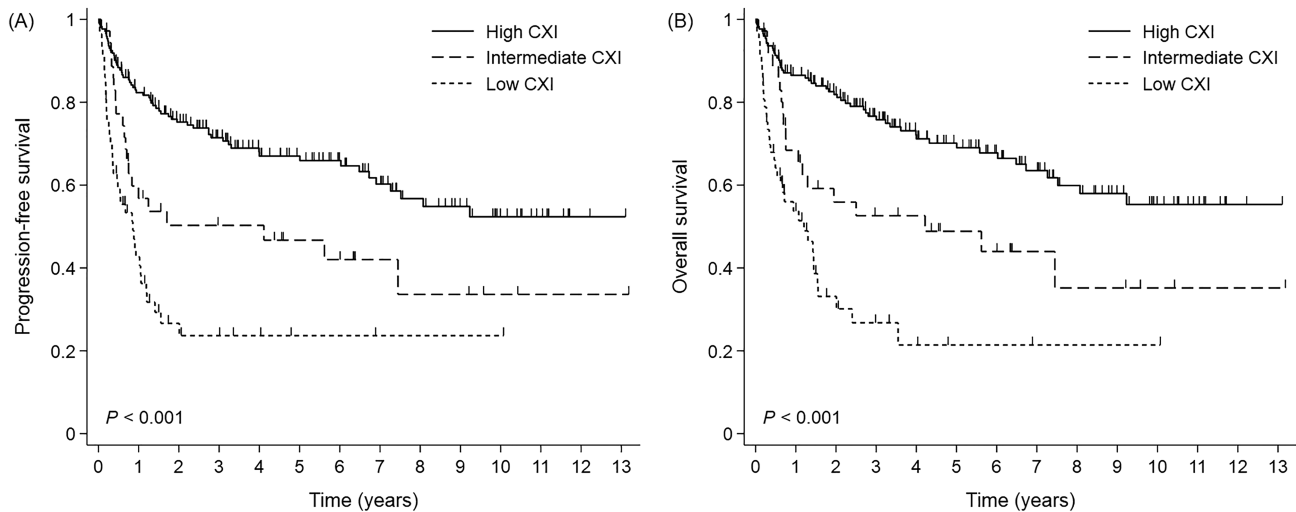 (A)
High CXI
Intermediate CXI
Low CXI
Progression-free survival
1
0.8
0.6
0.4
0.2
0
P < 0.001
0 1 2 3 4 5 6 7 8 9 10 11 12 13
Time (years)
(B)
High CXI
Intermediate CXI
Low CXI
Overall survival
1
0.8
0.6
0.4
0.2
0
P < 0.001
0 1 2 3 4 5 6 7 8 9 10 11 12 13
Time (years)